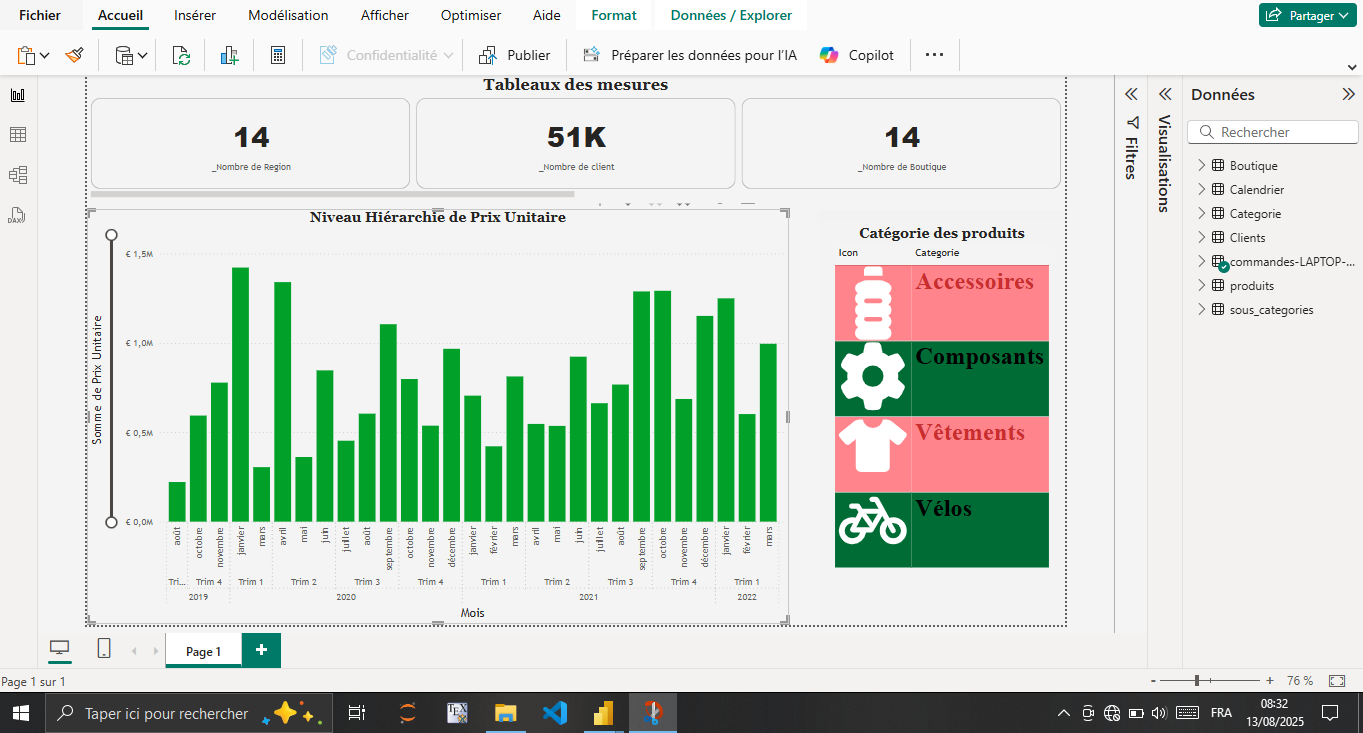 Fichier Accueil Insérer Modélisation Afficher Optimiser Aide Format Données / Explorer Partager
Confidentialité Publier Préparer les données pour l'IA Copilot ...
Tableaux des mesures
14 51K 14
_Nombre de Region _Nombre de client _Nombre de Boutique
Niveau Hiérarchie de Prix Unitaire
Somme de Prix Unitaire
€ 1,5M
€ 1,0M
€ 0,5M
€ 0,0M
août octobre novembre janvier mars avril mai juin juillet août septembre octobre novembre décembre janvier février mars avril mai juin juillet août septembre octobre novembre décembre janvier février mars
Tri... Trim 4 Trim 1 Trim 2 Trim 3 Trim 4 Trim 1 Trim 2 Trim 3 Trim 4 Trim 1
2019 2020 2021 2022
Mois
Catégorie des produits
Icon Categorie
Accessoires
Composants
Vêtements
Vélos
Filtres
Visualisations
Données
Rechercher
Boutique
Calendrier
Categorie
Clients
commandes-LAPTOP-...
produits
sous_categories
DAX
Page 1
+
Page 1 sur 1
- + 76 %
Taper ici pour rechercher
TEX
FRA
08:32
13/08/2025